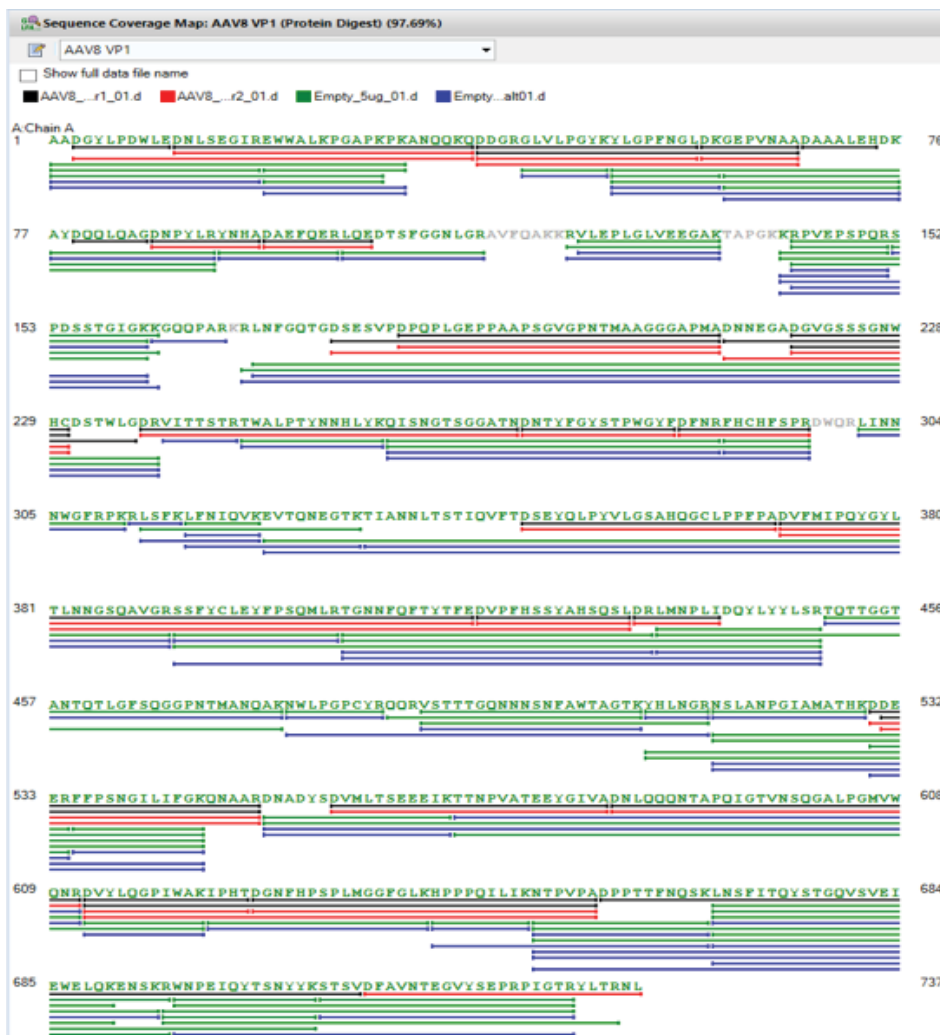 Sequence Coverage Map: AAV8 VP1 (Protein Digest) (97.69%)
AAV8 VP1
Show full data file name
AAV8_...r1_01.d AAV8_...r2_01.d Empty_5ug_01.d Empty...alt01.d
A:Chain A
1 AADGYLPDWLEDNLSEGIREWWALKPGAPKPKANQQKQDDGRGLVLPGYKYLGPFNGLDKGEPVNAADAAALEHDK 76
77 AYDQQLQAGDNPYLRYNHADAEFQERLQEDTSFGGNLGRAVFQAKKRVLEPLGLVEEGAKTAPGKKRPVEPSPQRS 152
153 PDSSTGIGKKGQQPARKRLNFGQTGDSESVPDPQPLGEPPAAPSGVGPNTMAAGGGAPMADNNEGADGVGSSSGNW 228
229 HCDSTWLGDRVITTSTRTWALPTYNNHLYKQISNGTSGGATNDNTYFGYSTPWGYFDFNRFHCHFSPRDWQRLINN 304
305 NWGFRPKRLSFKLFNIQVKEVTQNEGTKTIANNLTSTIQVFTDSEYQLPYVLGSAHQGCLPPFPADVFMIPQYGYL 380
381 TLNNGSQAVGRSSFYCLEYFPSQMLRTGNNFQFTYTFEDVPFHSSYAHSQSLDRLMNPLIDQYLYYLSRTQTTGGT 456
457 ANTQTLGFSQGGPNTMANQAKNWLPGPCYRQQRVSTTTGQNNNSNFAWTAGTKYHLNGRNSLANPGIAMATHKDDE 532
533 ERFFPSNGILIFGKQNAARDNADYSDVMLTSEEEIKTTNPVATEEYGIVADNLQQQNTAPQIGTVNSQGALPGMVW 608
609 QNRDVYLQGPIWAKIPHTDGNFHPSPLMGGFGLKHPPPQILIKNTPVPADPPTTFNQSKLNSFITQYSTGQVSVEI 684
685 EWELQKENSKRWNPEIQYTSNYYKSTSVDFAVNTEGVYSEPRPIGTRYLTRNL 737